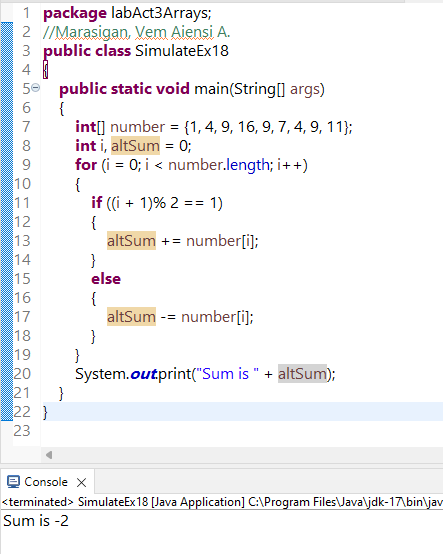 1 package labAct3Arrays;
2 //Marasigan, Vem Aiensi A.
3 public class SimulateEx18
4 {
5 public static void main(String[] args)
6 {
7 int[] number = {1, 4, 9, 16, 9, 7, 4, 9, 11};
8 int i, altSum = 0;
9 for (i = 0; i < number.length; i++)
10 {
11 if ((i + 1)% 2 == 1)
12 {
13 altSum += number[i];
14 }
15 else
16 {
17 altSum -= number[i];
18 }
19 }
20 System.out.print("Sum is " + altSum);
21 }
22 }
23
Console
<terminated> SimulateEx18 [Java Application] C:\Program Files\Java\jdk-17\bin\jav
Sum is -2